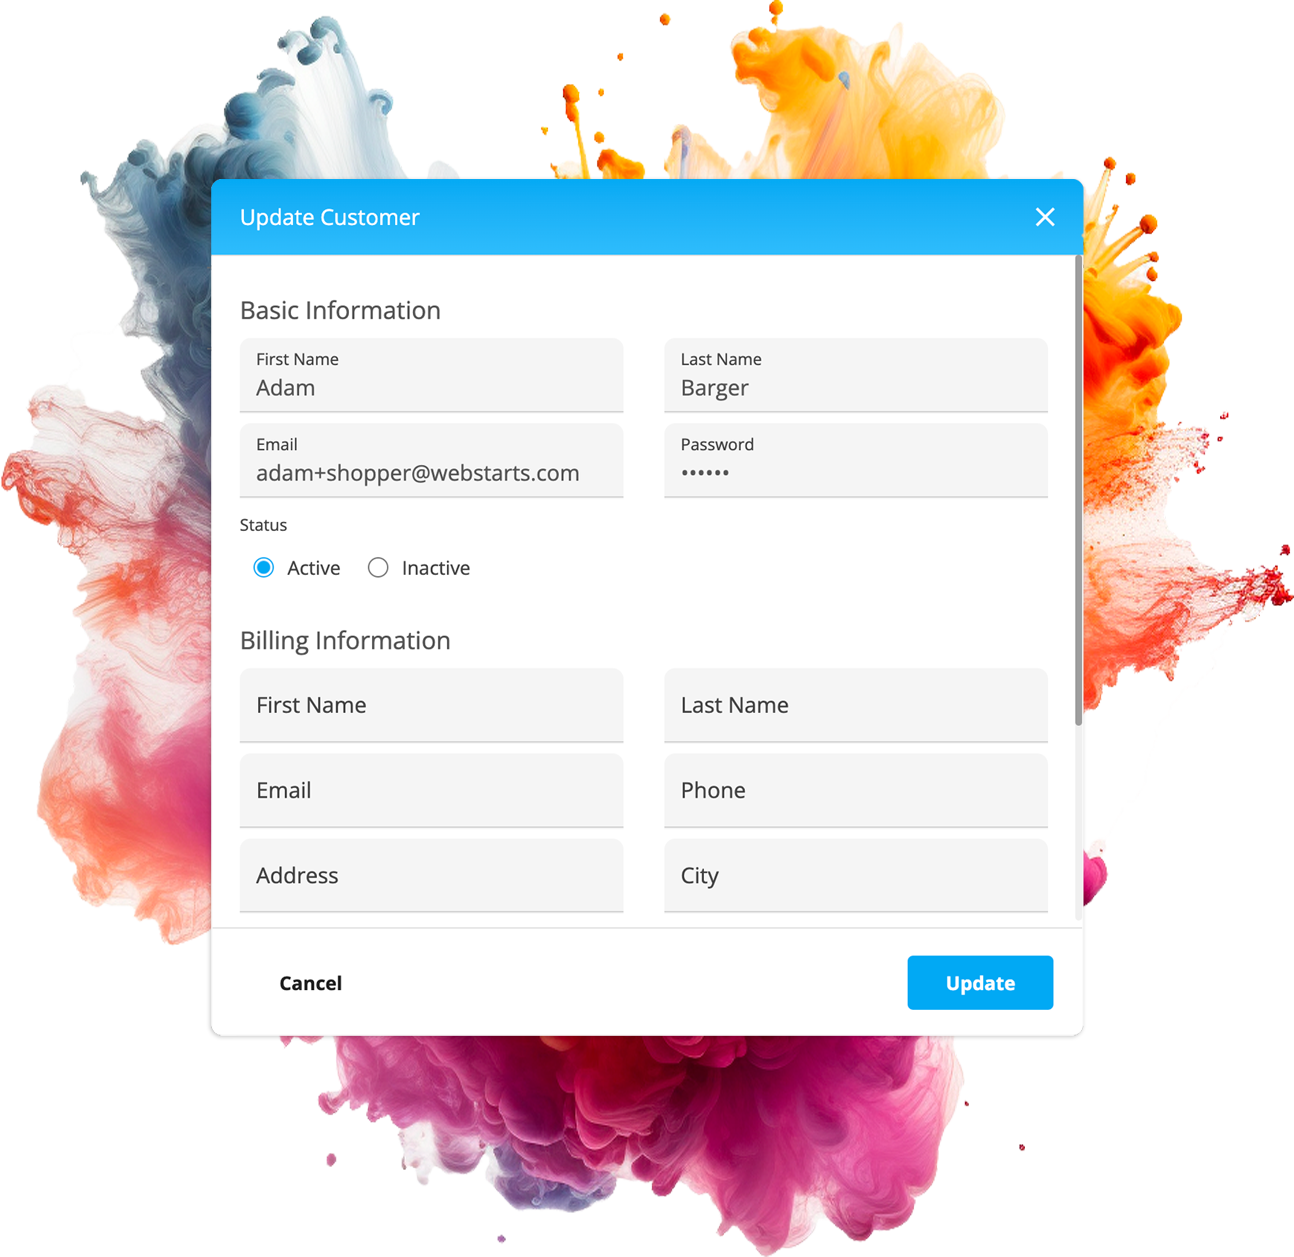 Update Customer
Basic Information
First Name
Adam
Last Name
Barger
Email
adam+shopper@webstarts.com
Password
••••••
Status
Active
Inactive
Billing Information
First Name
Last Name
Email
Phone
Address
City
Cancel
Update